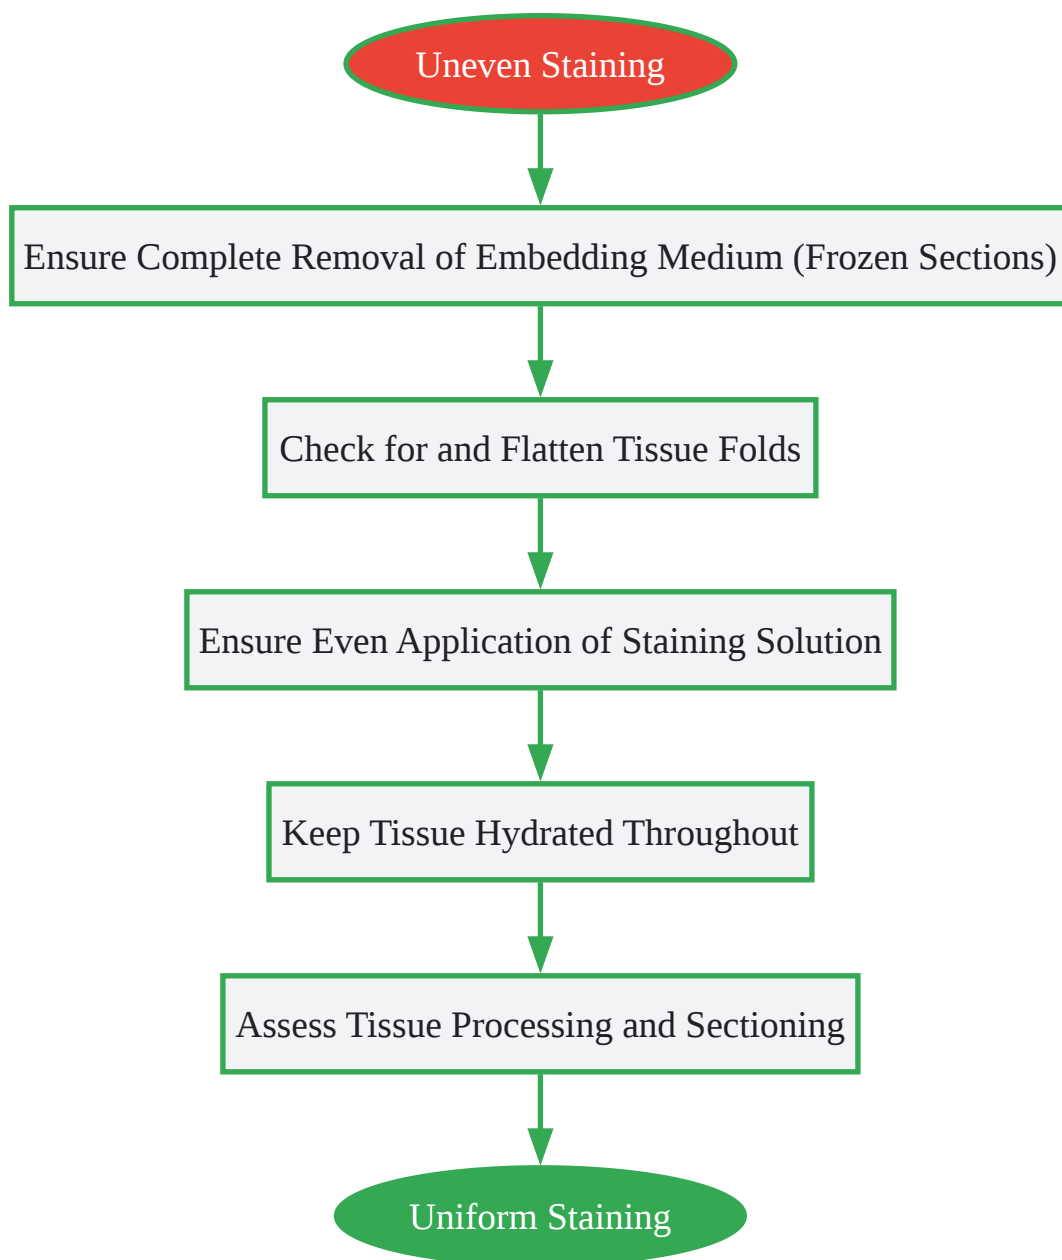 Uneven Staining
Ensure Complete Removal of Embedding Medium (Frozen Sections)
Check for and Flatten Tissue Folds
Ensure Even Application of Staining Solution
Keep Tissue Hydrated Throughout
Assess Tissue Processing and Sectioning
Uniform Staining